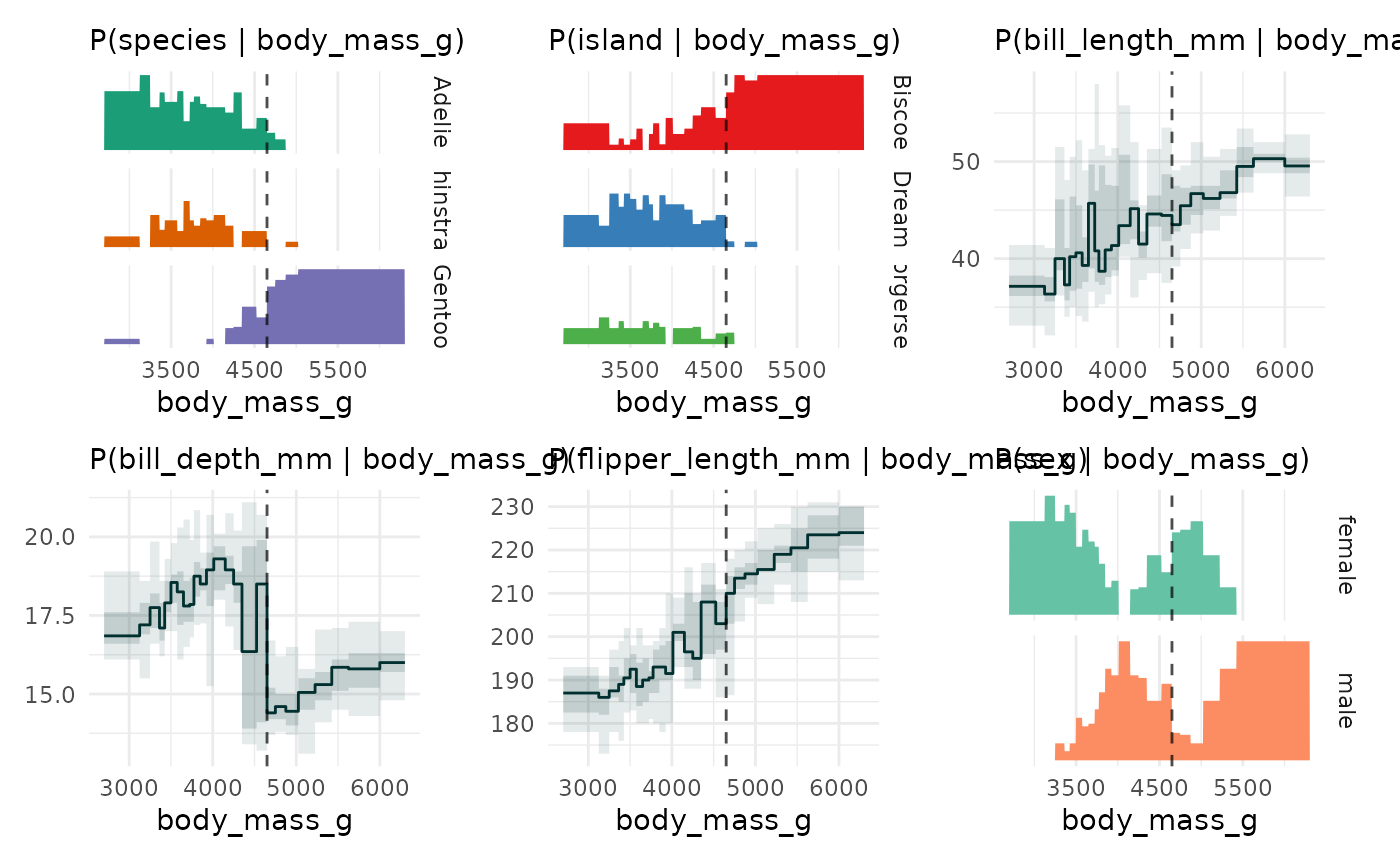 P(species | body_mass_g)
Adelie
hinstra
Gentoo
3500 4500 5500
body_mass_g
P(island | body_mass_g)
Biscoe
Dream
orgerse
3500 4500 5500
body_mass_g
P(bill_length_mm | body_ma
50
40
3000 4000 5000 6000
body_mass_g
P(bill_depth_mm | body_mass_g)
20.0
17.5
15.0
3000 4000 5000 6000
body_mass_g
P(flipper_length_mm | body_mass_g)
230
220
210
200
190
180
3000 4000 5000 6000
body_mass_g
P(sex | body_mass_g)
female
male
3500 4500 5500
body_mass_g